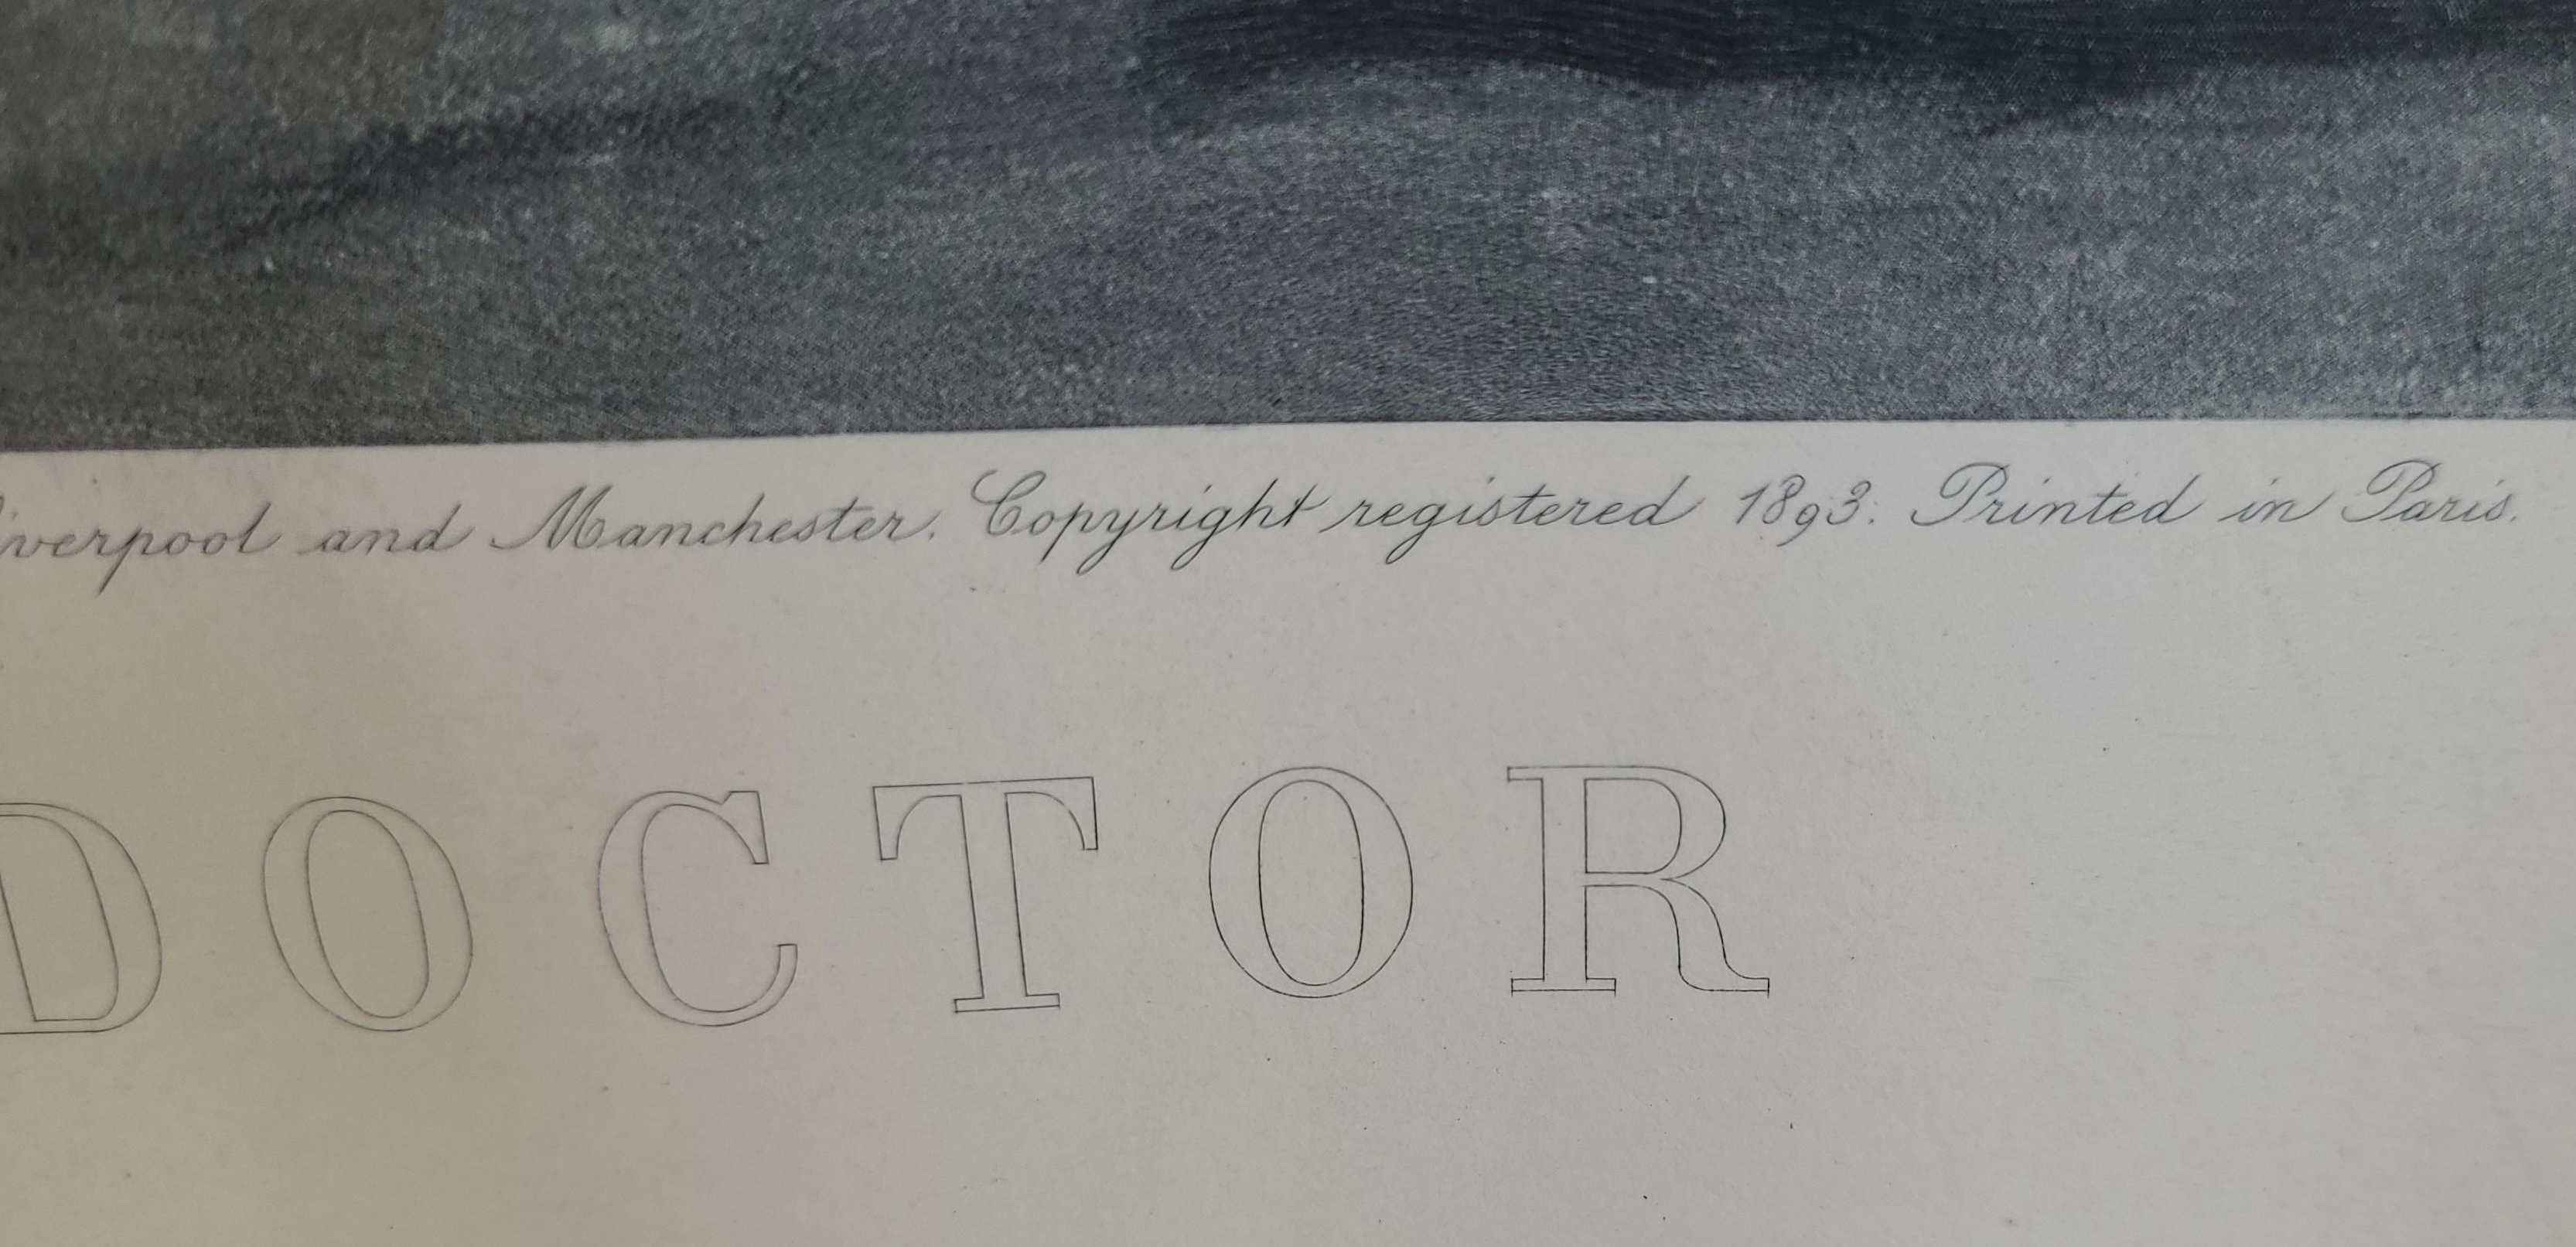 iverpool and Manchester. Copyright registered 1893. Printed in Paris.
DOCTOR